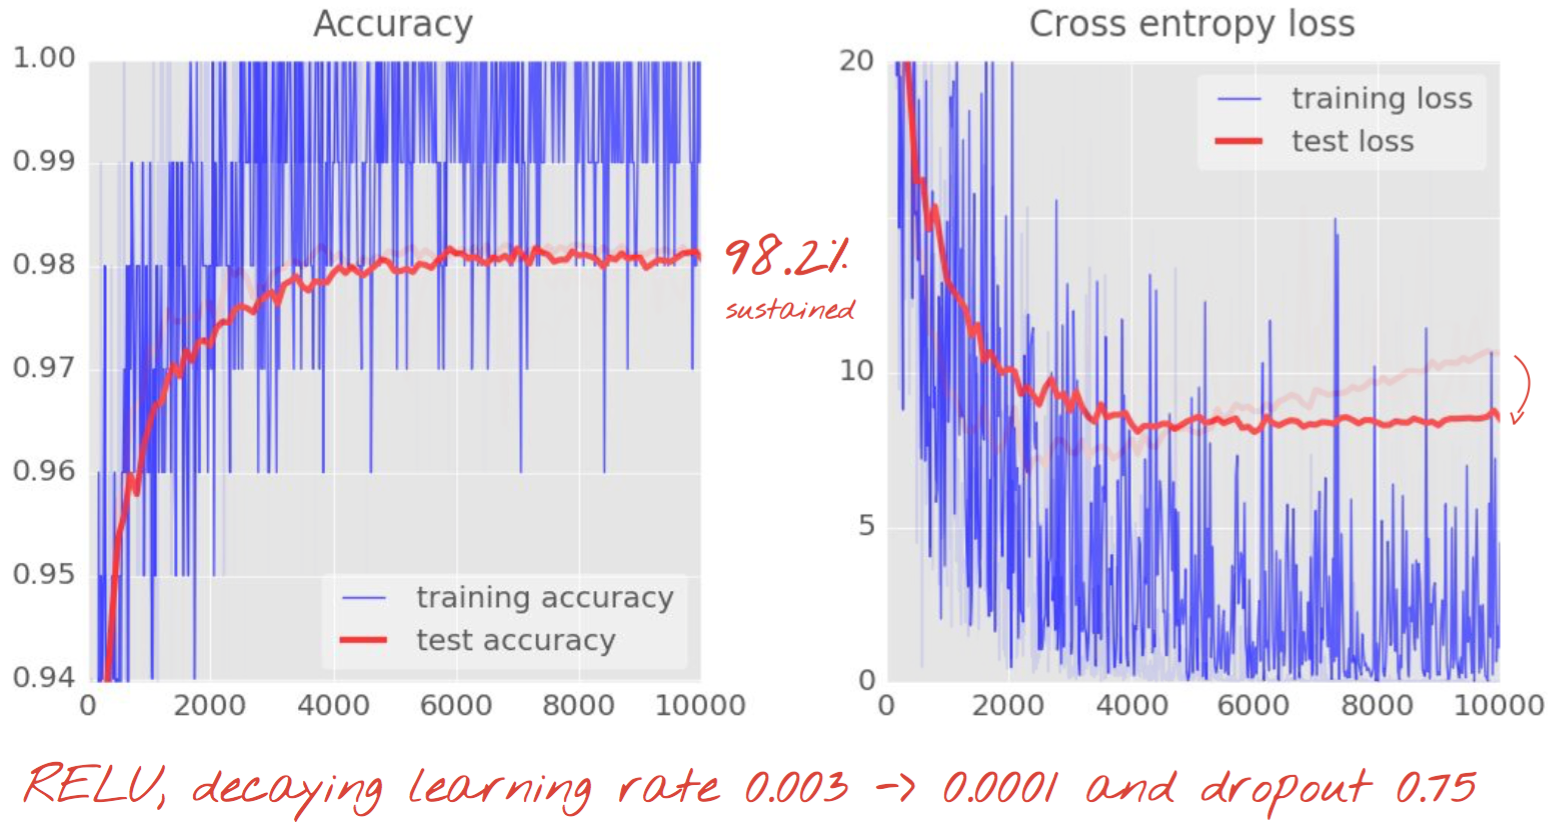 Accuracy
1.00
0.99
0.98
0.97
0.96
0.95
0.94
0 2000 4000 6000 8000 10000
training accuracy
test accuracy
98.2%
sustained
Cross entropy loss
20
10
5
0
0 2000 4000 6000 8000 10000
training loss
test loss
RELU, decaying learning rate 0.003 -> 0.0001 and dropout 0.75